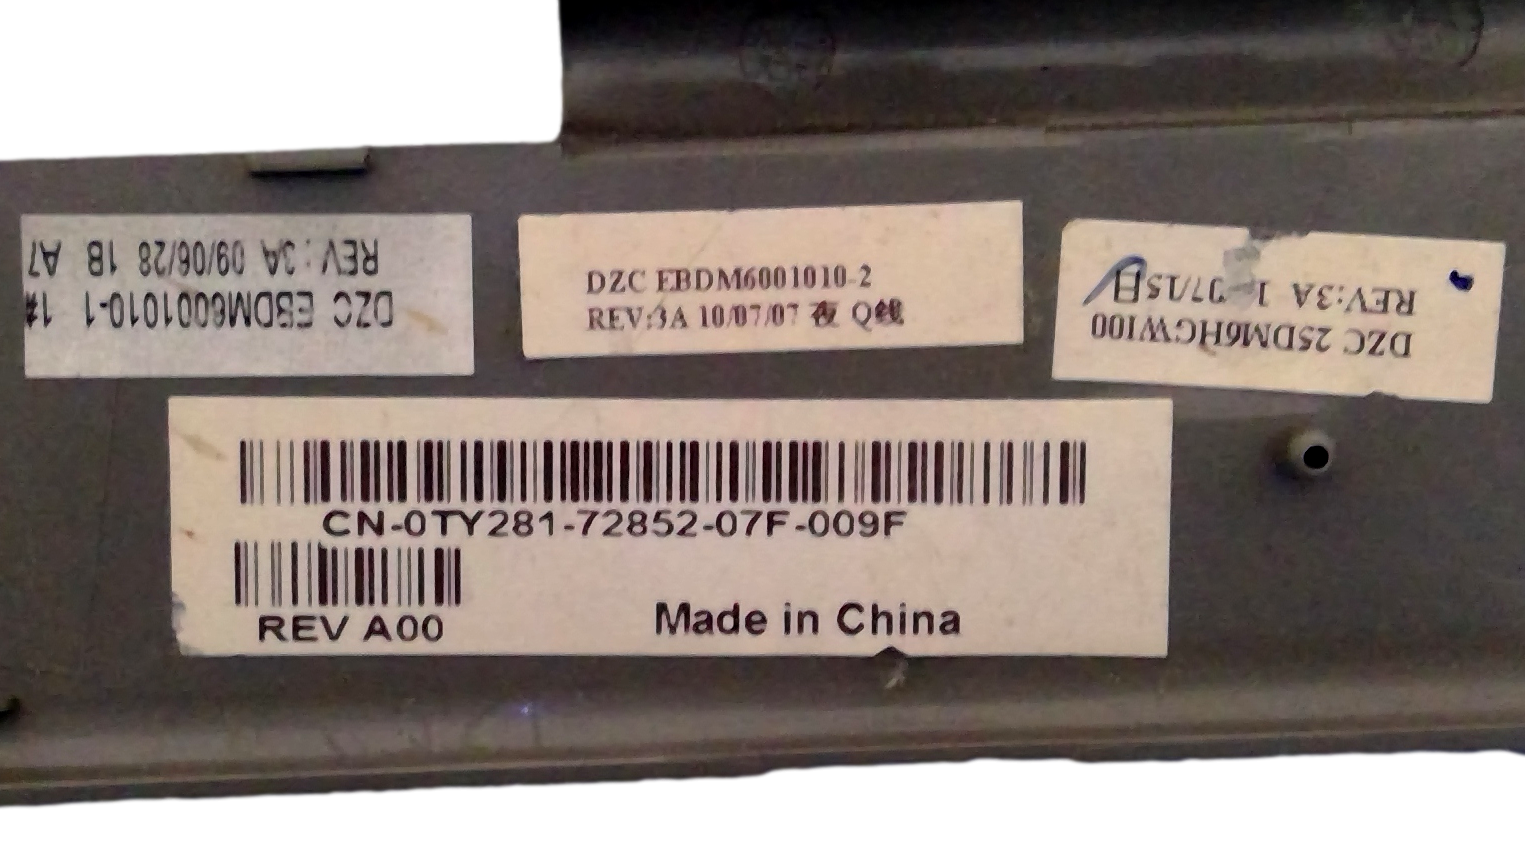 DZC EBDM6001010-1 1#
REV:3A 09/06/28 1B A7
DZC EBDM6001010-2
REV:3A 10/07/07 夜 Q线
DZC 25DM6HGW100
REV:3A
CN-0TY281-72852-07F-009F
REV A00
Made in China